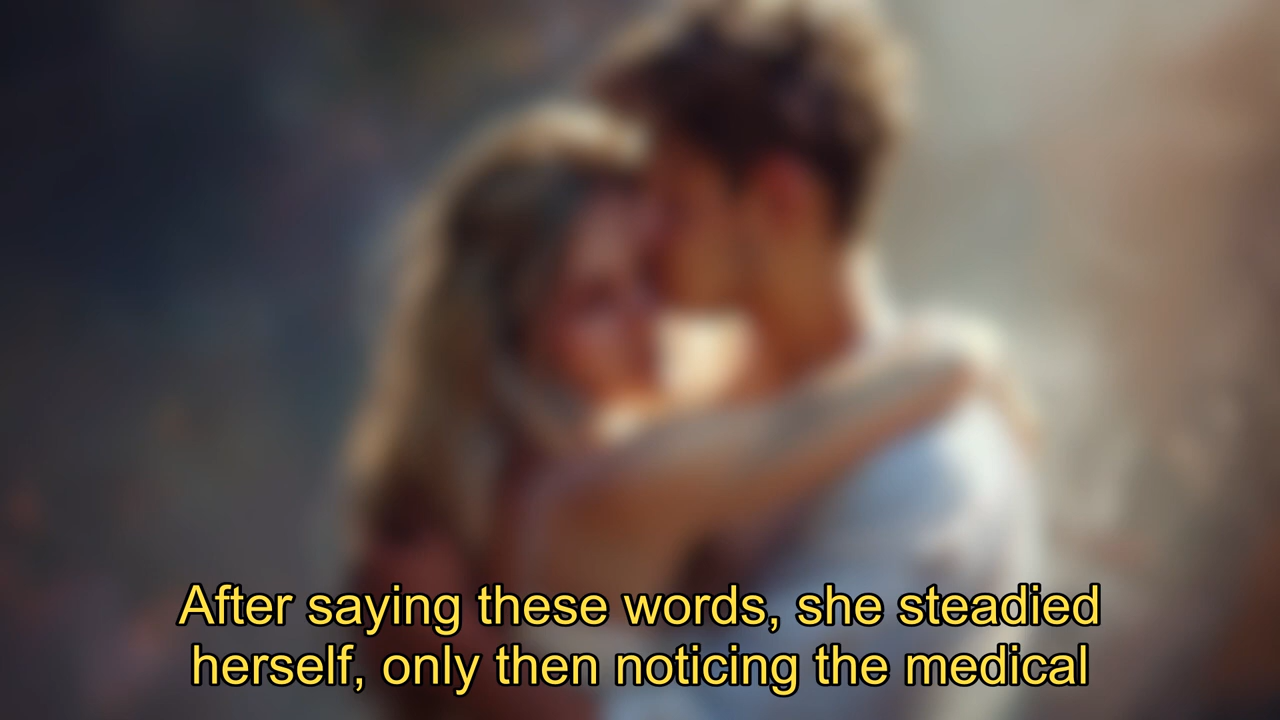 After saying these words, she steadied
herself, only then noticing the medical